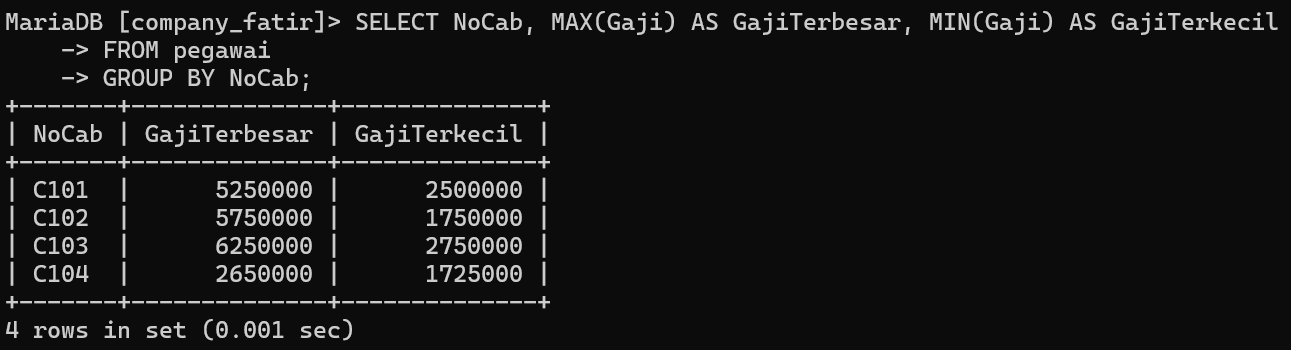 MariaDB [company_fatir]> SELECT NoCab, MAX(Gaji) AS GajiTerbesar, MIN(Gaji) AS GajiTerkecil
    -> FROM pegawai
    -> GROUP BY NoCab;
+-------+--------------+--------------+
| NoCab | GajiTerbesar | GajiTerkecil |
+-------+--------------+--------------+
| C101  |      5250000 |      2500000 |
| C102  |      5750000 |      1750000 |
| C103  |      6250000 |      2750000 |
| C104  |      2650000 |      1725000 |
+-------+--------------+--------------+
4 rows in set (0.001 sec)